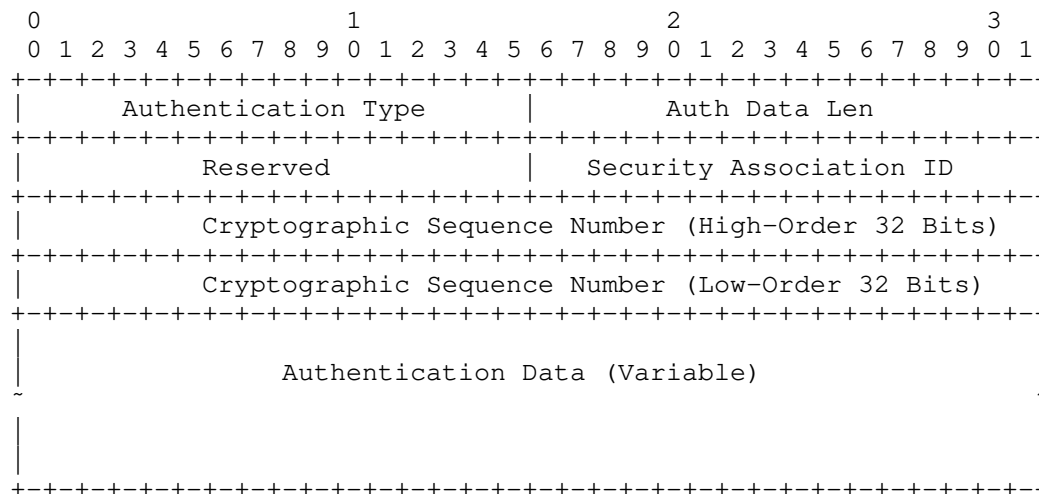 0 1 2 3
0 1 2 3 4 5 6 7 8 9 0 1 2 3 4 5 6 7 8 9 0 1 2 3 4 5 6 7 8 9 0 1
+-+-+-+-+-+-+-+-+-+-+-+-+-+-+-+-+-+-+-+-+-+-+-+-+-+-+-+-+-+-+-+-
| Authentication Type | Auth Data Len
+-+-+-+-+-+-+-+-+-+-+-+-+-+-+-+-+-+-+-+-+-+-+-+-+-+-+-+-+-+-+-+-
| Reserved | Security Association ID
+-+-+-+-+-+-+-+-+-+-+-+-+-+-+-+-+-+-+-+-+-+-+-+-+-+-+-+-+-+-+-+-
| Cryptographic Sequence Number (High-Order 32 Bits)
+-+-+-+-+-+-+-+-+-+-+-+-+-+-+-+-+-+-+-+-+-+-+-+-+-+-+-+-+-+-+-+-
| Cryptographic Sequence Number (Low-Order 32 Bits)
+-+-+-+-+-+-+-+-+-+-+-+-+-+-+-+-+-+-+-+-+-+-+-+-+-+-+-+-+-+-+-+-
|
| Authentication Data (Variable)
~ ~
|
|
+-+-+-+-+-+-+-+-+-+-+-+-+-+-+-+-+-+-+-+-+-+-+-+-+-+-+-+-+-+-+-+-